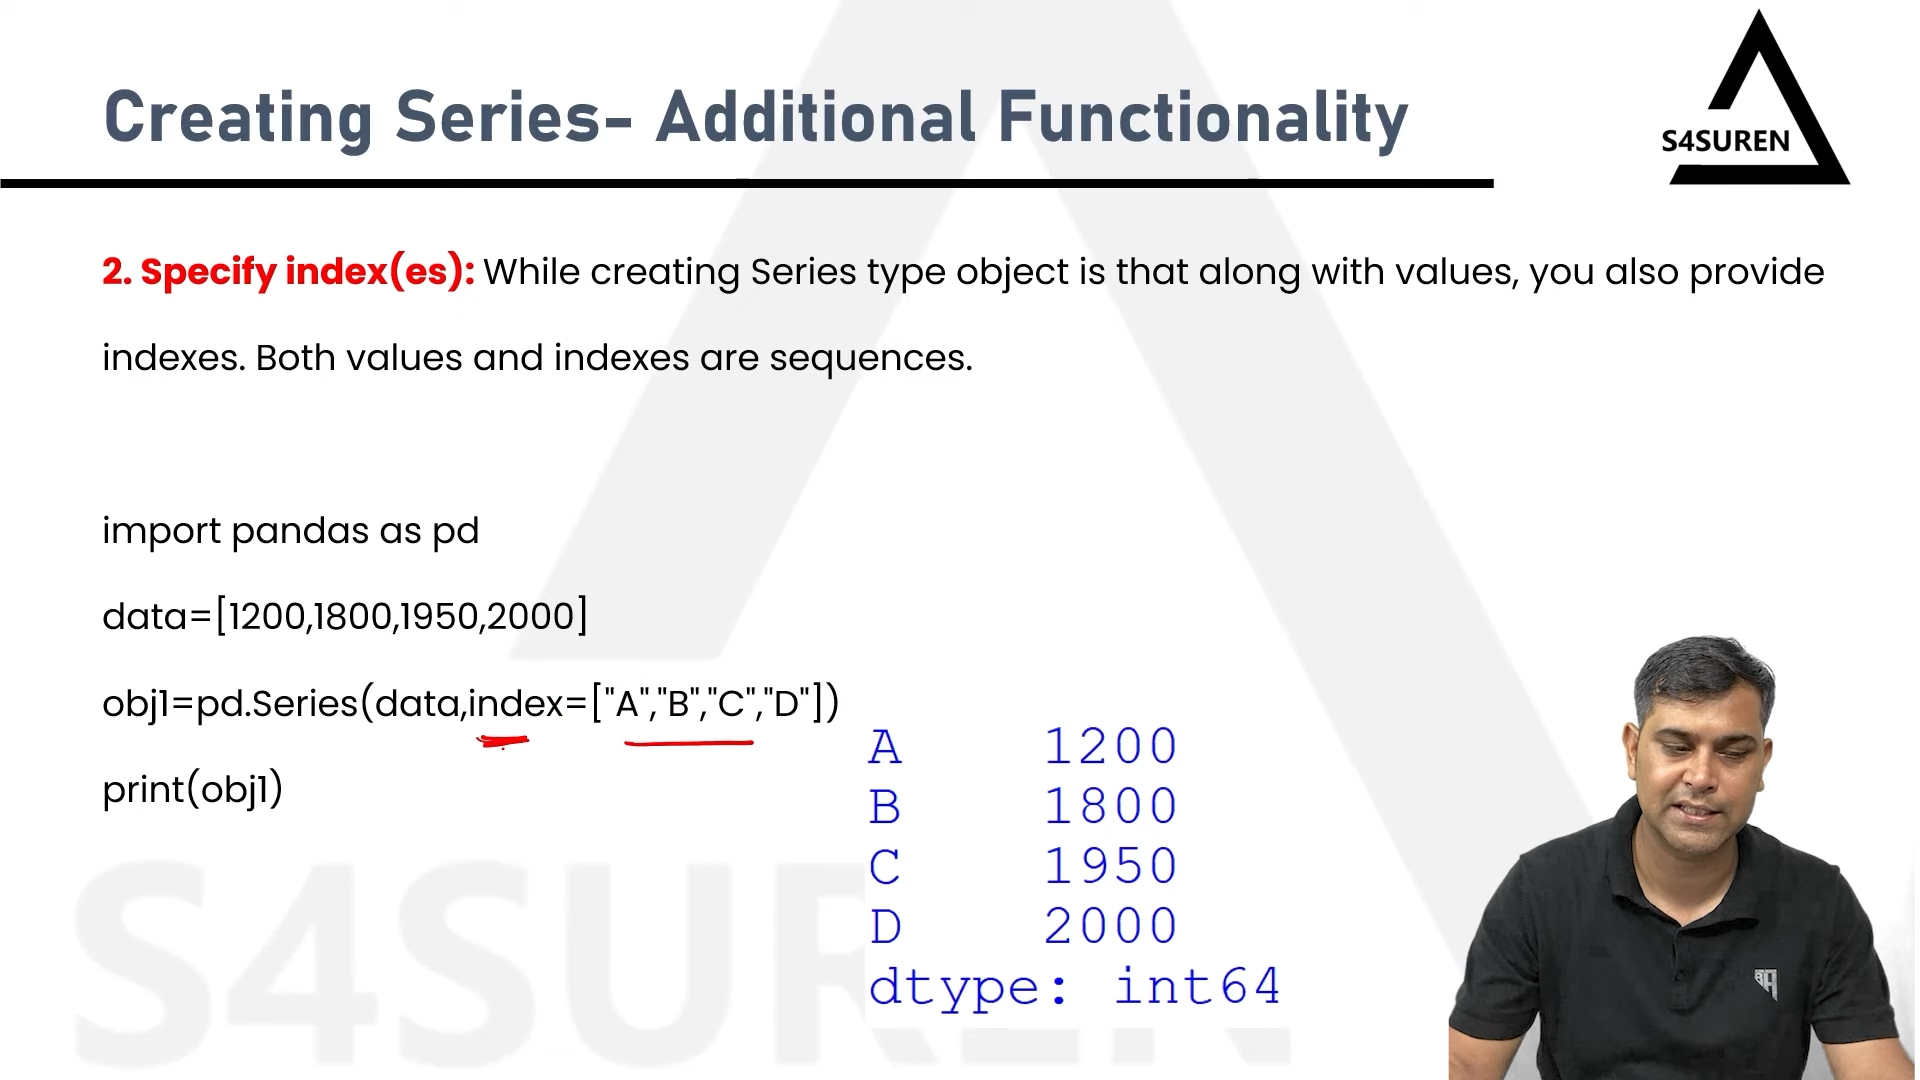 Creating Series- Additional Functionality
S4SUREN
2. Specify index(es): While creating Series type object is that along with values, you also provide
indexes. Both values and indexes are sequences.
import pandas as pd
data=[1200,1800,1950,2000]
obj1=pd.Series(data,index=["A","B","C","D"])
print(obj1)
A 1200
B 1800
C 1950
D 2000
dtype: int64
S4SUREN